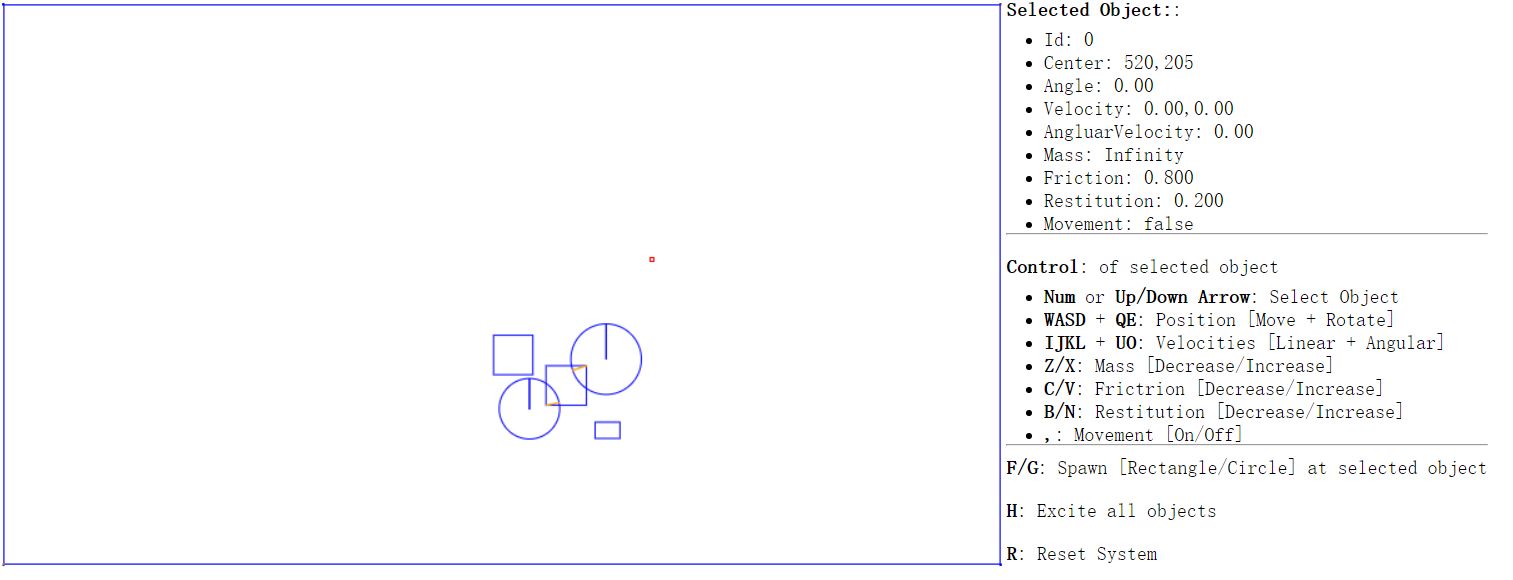 Selected Object::
Id: 0
Center: 520,205
Angle: 0.00
Velocity: 0.00,0.00
AngluarVelocity: 0.00
Mass: Infinity
Friction: 0.800
Restitution: 0.200
Movement: false
Control: of selected object
Num or Up/Down Arrow: Select Object
WASD + QE: Position [Move + Rotate]
IJKL + UO: Velocities [Linear + Angular]
Z/X: Mass [Decrease/Increase]
C/V: Frictrion [Decrease/Increase]
B/N: Restitution [Decrease/Increase]
,: Movement [On/Off]
F/G: Spawn [Rectangle/Circle] at selected object
H: Excite all objects
R: Reset System